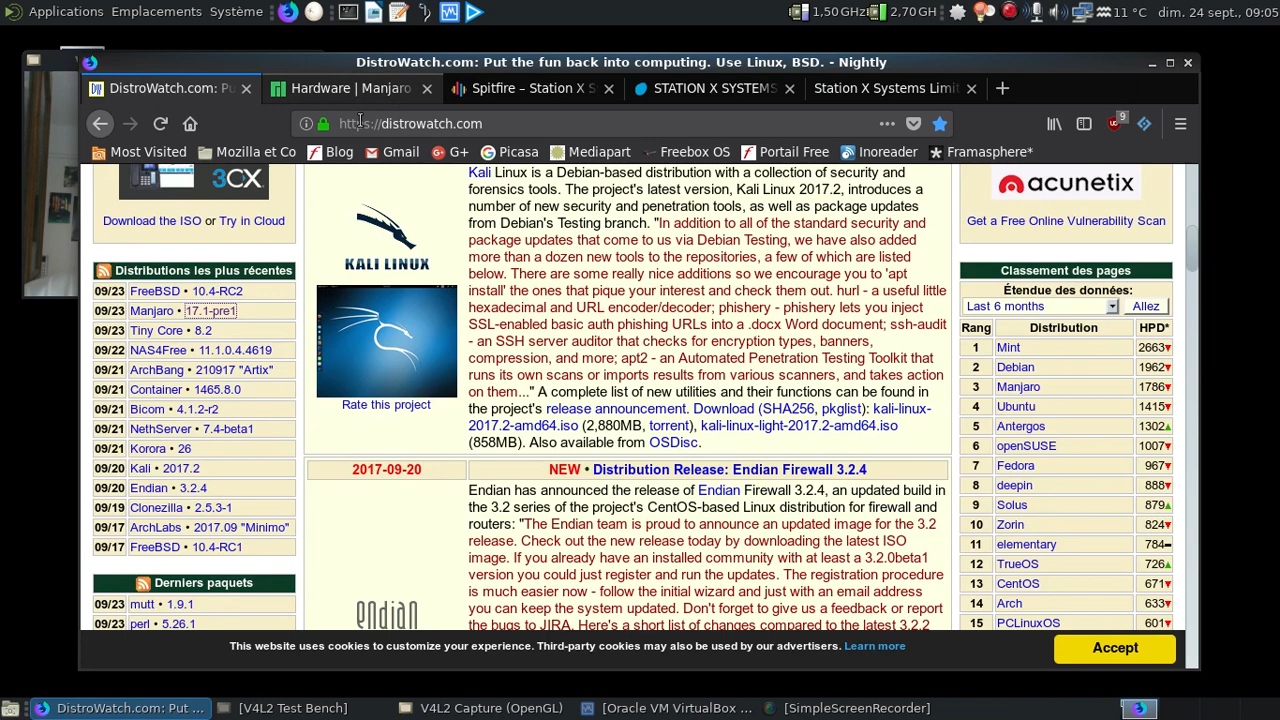 Applications Emplacements Système 1,50 GHz 2,70 GH 11 °C dim. 24 sept., 09:05
DistroWatch.com: Put the fun back into computing. Use Linux, BSD. - Nightly
DistroWatch.com: Pu Hardware | Manjaro Spitfire – Station X S STATION X SYSTEMS Station X Systems Limit
https://distrowatch.com 9
Most Visited Mozilla et Co Blog Gmail G+ Picasa Mediapart Freebox OS Portail Free Inoreader Framasphere*
3CX
Download the ISO or Try in Cloud
Distributions les plus récentes
09/23 FreeBSD • 10.4-RC2
09/23 Manjaro • 17.1-pre1
09/23 Tiny Core • 8.2
09/22 NAS4Free • 11.1.0.4.4619
09/21 ArchBang • 210917 "Artix"
09/21 Container • 1465.8.0
09/21 Bicom • 4.1.2-r2
09/21 NethServer • 7.4-beta1
09/21 Korora • 26
09/20 Kali • 2017.2
09/20 Endian • 3.2.4
09/19 Clonezilla • 2.5.3-1
09/17 ArchLabs • 2017.09 "Minimo"
09/17 FreeBSD • 10.4-RC1
Derniers paquets
09/23 mutt • 1.9.1
09/23 perl • 5.26.1
KALI LINUX
Rate this project
Kali Linux is a Debian-based distribution with a collection of security and
forensics tools. The project's latest version, Kali Linux 2017.2, introduces a
number of new security and penetration tools, as well as package updates
from Debian's Testing branch. "In addition to all of the standard security and
package updates that come to us via Debian Testing, we have also added
more than a dozen new tools to the repositories, a few of which are listed
below. There are some really nice additions so we encourage you to 'apt
install' the ones that pique your interest and check them out. hurl - a useful little
hexadecimal and URL encoder/decoder; phishery - phishery lets you inject
SSL-enabled basic auth phishing URLs into a .docx Word document; ssh-audit
- an SSH server auditor that checks for encryption types, banners,
compression, and more; apt2 - an Automated Penetration Testing Toolkit that
runs its own scans or imports results from various scanners, and takes action
on them..." A complete list of new utilities and their functions can be found in
the project's release announcement. Download (SHA256, pkglist): kali-linux-
2017.2-amd64.iso (2,880MB, torrent), kali-linux-light-2017.2-amd64.iso
(858MB). Also available from OSDisc.
2017-09-20 NEW • Distribution Release: Endian Firewall 3.2.4
endian
Endian has announced the release of Endian Firewall 3.2.4, an updated build in
the 3.2 series of the project's CentOS-based Linux distribution for firewall and
routers: "The Endian team is proud to announce an updated image for the 3.2
release. Check out the new release today by downloading the latest ISO
image. If you already have an installed community with at least a 3.2.0beta1
version you could just register and run the updates. The registration procedure
is much easier now - follow the initial wizard and just with an email address
you can keep the system updated. Don't forget to give us a feedback or report
the bugs to JIRA. Here's a short list of changes compared to the latest 3.2.2
acunetix
Get a Free Online Vulnerability Scan
Classement des pages
Étendue des données:
Last 6 months Allez
Rang Distribution HPD*
1 Mint 2663
2 Debian 1962
3 Manjaro 1786
4 Ubuntu 1415
5 Antergos 1302
6 openSUSE 1007
7 Fedora 967
8 deepin 888
9 Solus 879
10 Zorin 824
11 elementary 784
12 TrueOS 726
13 CentOS 671
14 Arch 633
15 PCLinuxOS 601
This website uses cookies to customize your experience. Third-party cookies may also be used by our advertisers. Learn more Accept
DistroWatch.com: Put ... [V4L2 Test Bench] V4L2 Capture (OpenGL) [Oracle VM VirtualBox ... [SimpleScreenRecorder]